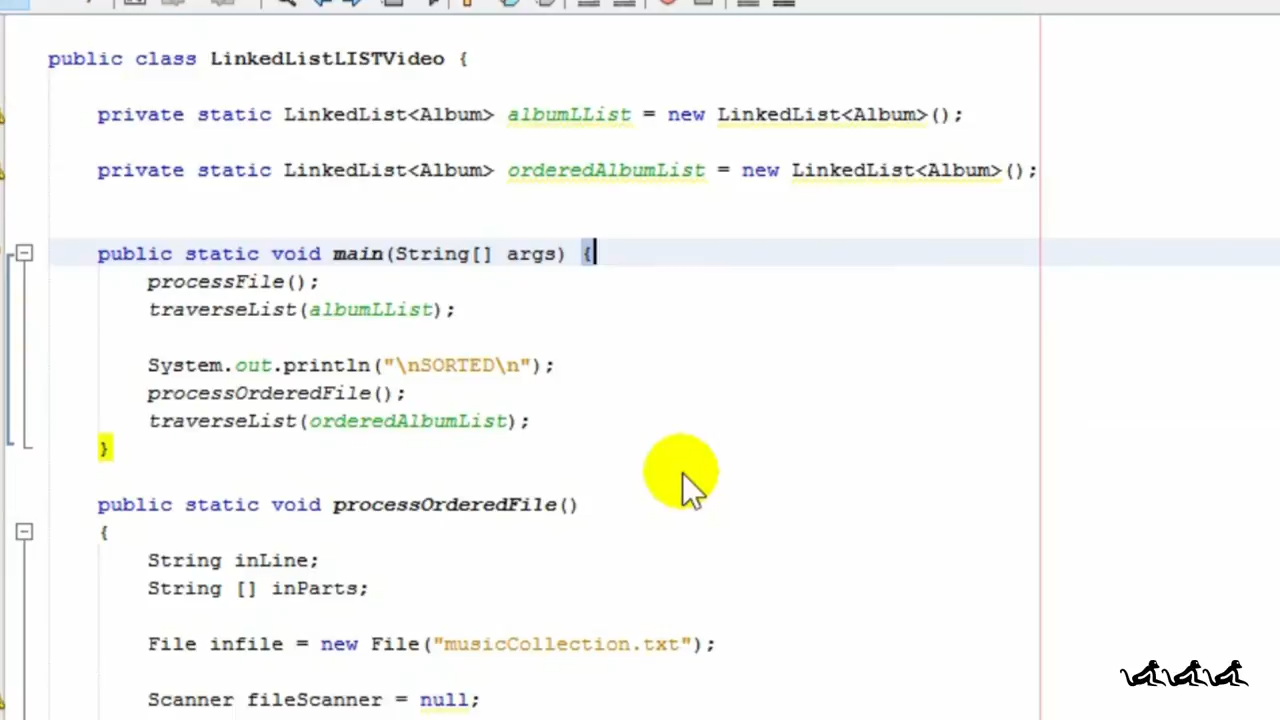 public class LinkedListLISTVideo {
private static LinkedList<Album> albumLList = new LinkedList<Album>();
private static LinkedList<Album> orderedAlbumList = new LinkedList<Album>();
public static void main(String[] args) {
processFile();
traverseList(albumLList);
System.out.println("\nSORTED\n");
processOrderedFile();
traverseList(orderedAlbumList);
}
public static void processOrderedFile()
{
String inLine;
String [] inParts;
File infile = new File("musicCollection.txt");
Scanner fileScanner = null;